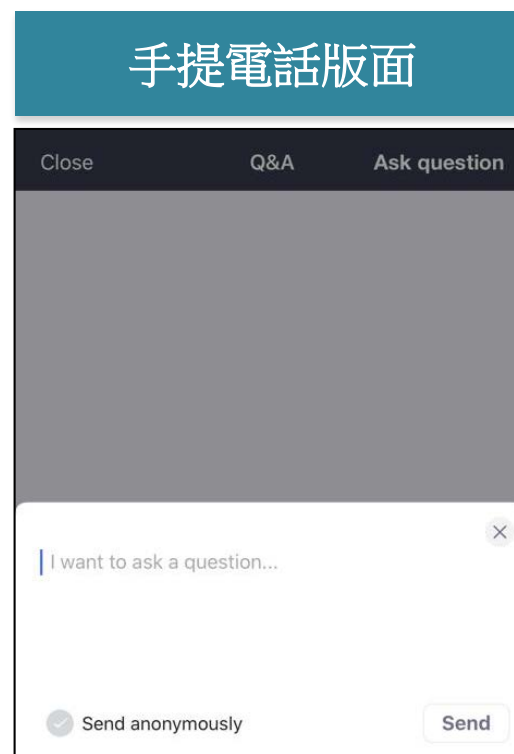 手提電話版面
Close Q&A Ask question
I want to ask a question...
Send anonymously Send